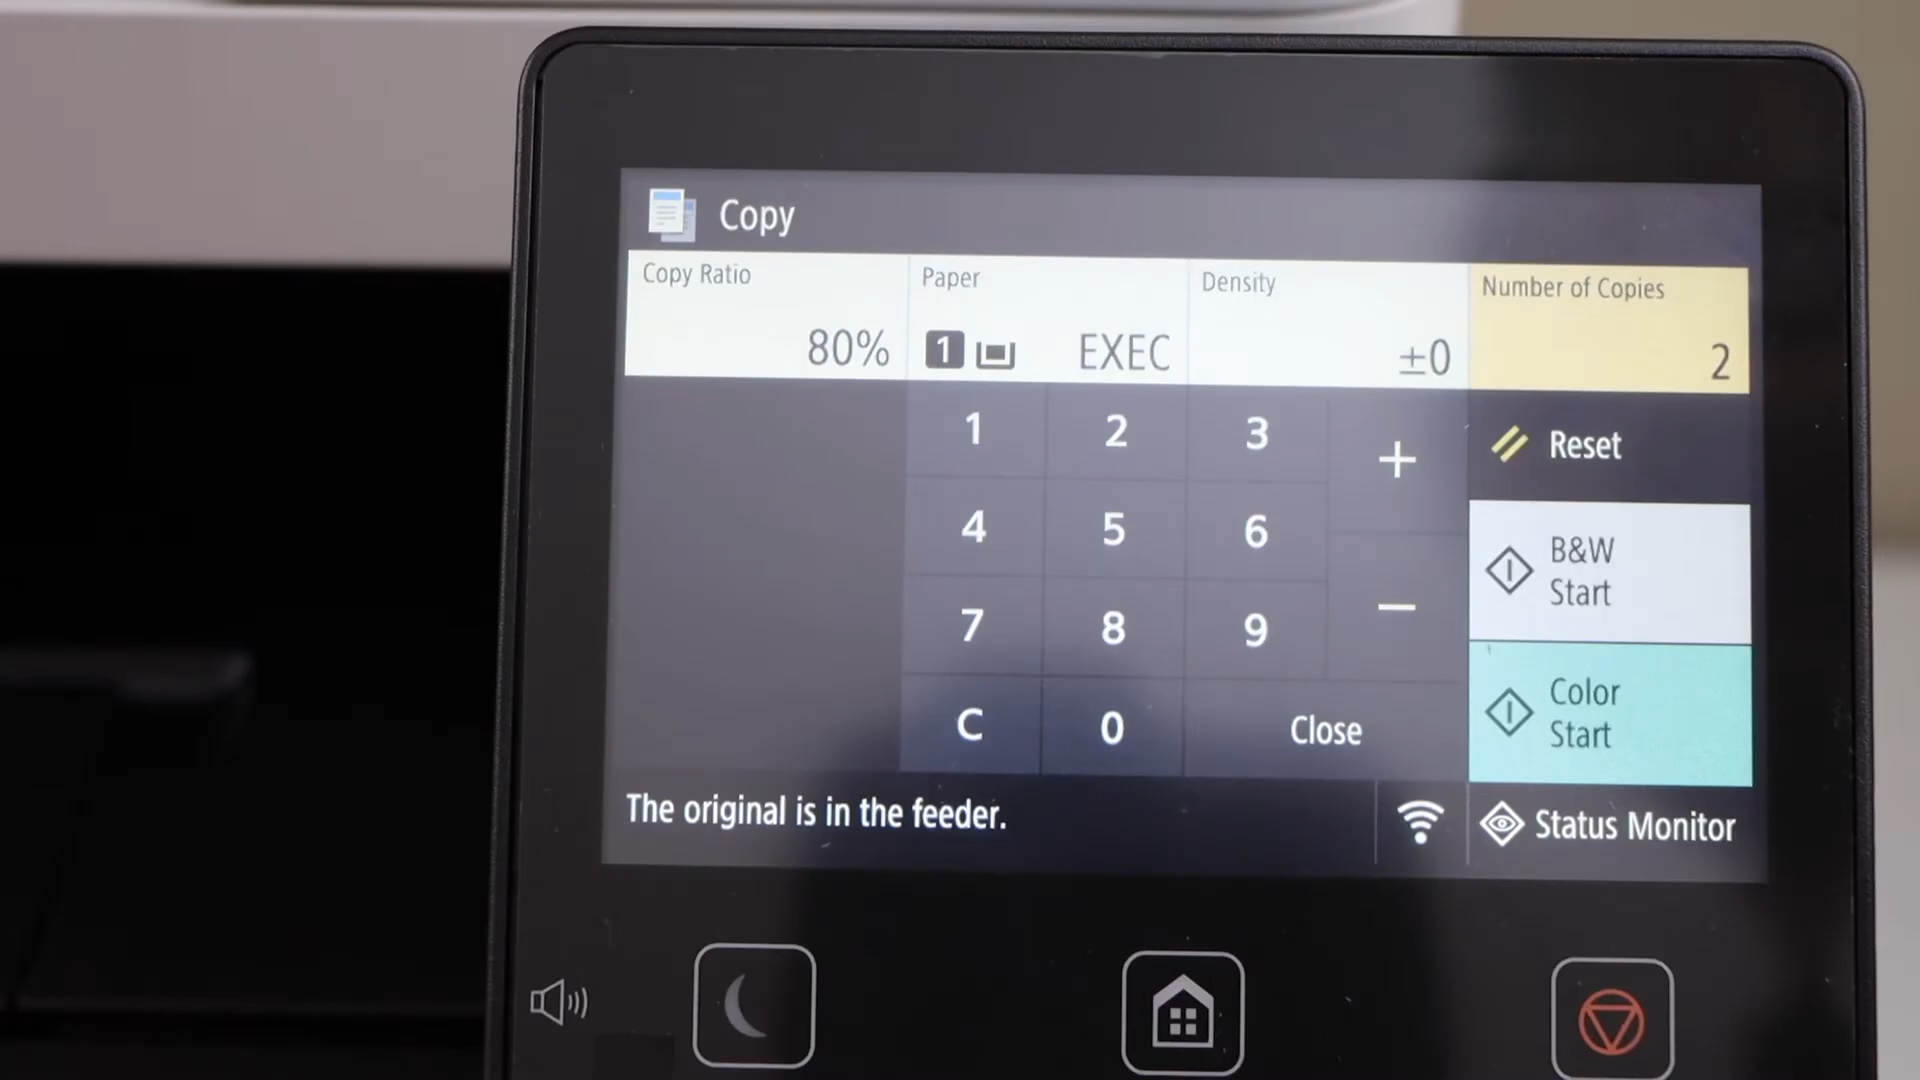 Copy
Copy Ratio
80%
Paper
1 EXEC
Density
±0
Number of Copies
2
1 2 3 +
4 5 6
7 8 9 −
C 0 Close
Reset
B&W
Start
Color
Start
The original is in the feeder.
Status Monitor